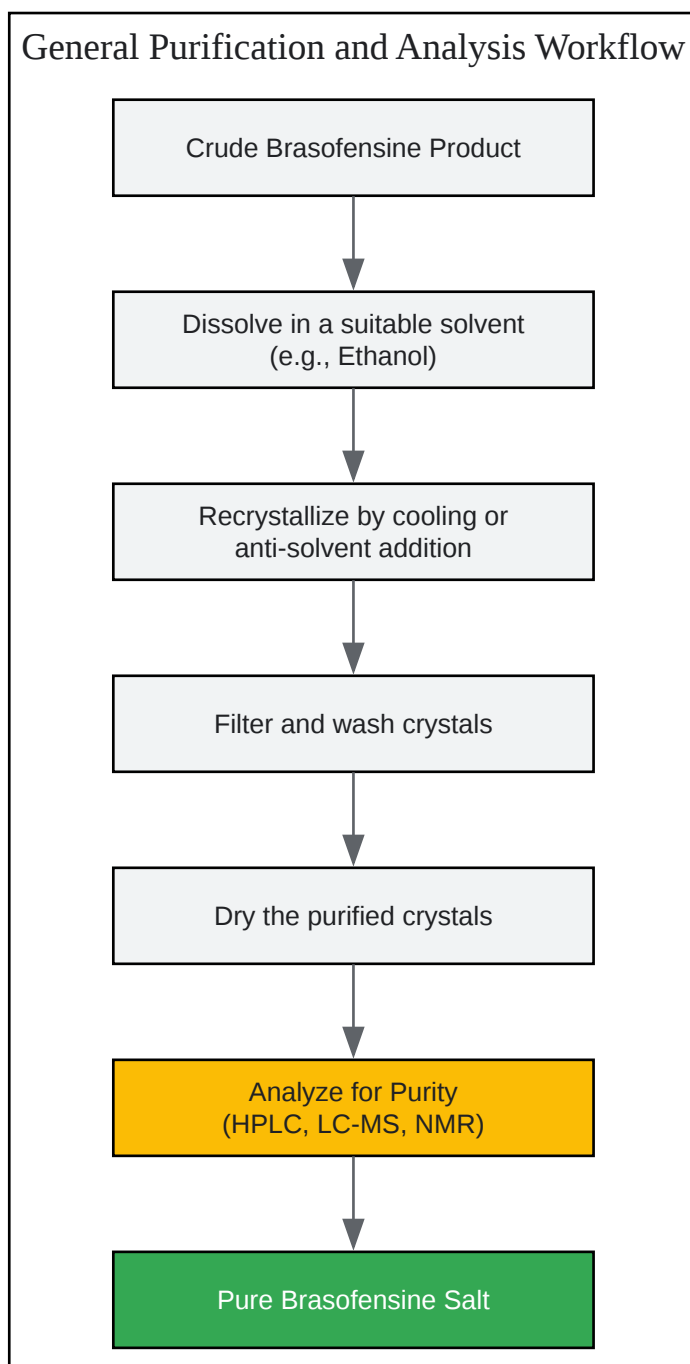 General Purification and Analysis Workflow
Crude Brasofensine Product
Dissolve in a suitable solvent
(e.g., Ethanol)
Recrystallize by cooling or
anti-solvent addition
Filter and wash crystals
Dry the purified crystals
Analyze for Purity
(HPLC, LC-MS, NMR)
Pure Brasofensine Salt